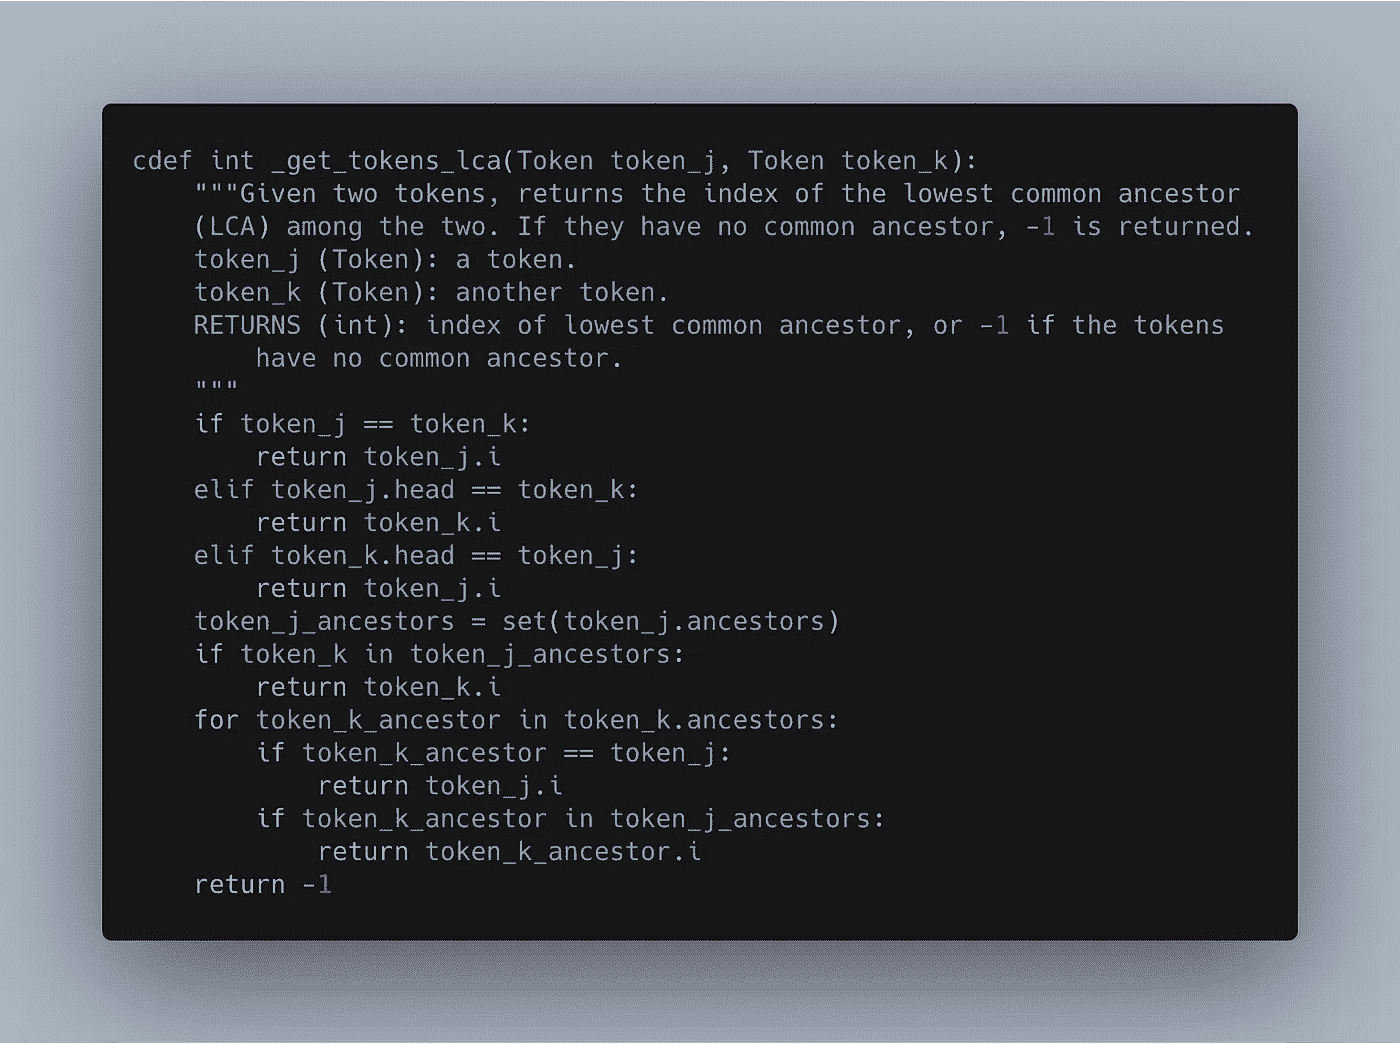 cdef int _get_tokens_lca(Token token_j, Token token_k):
    """Given two tokens, returns the index of the lowest common ancestor
    (LCA) among the two. If they have no common ancestor, -1 is returned.
    token_j (Token): a token.
    token_k (Token): another token.
    RETURNS (int): index of lowest common ancestor, or -1 if the tokens
        have no common ancestor.
    """
    if token_j == token_k:
        return token_j.i
    elif token_j.head == token_k:
        return token_k.i
    elif token_k.head == token_j:
        return token_j.i
    token_j_ancestors = set(token_j.ancestors)
    if token_k in token_j_ancestors:
        return token_k.i
    for token_k_ancestor in token_k.ancestors:
        if token_k_ancestor == token_j:
            return token_j.i
        if token_k_ancestor in token_j_ancestors:
            return token_k_ancestor.i
    return -1